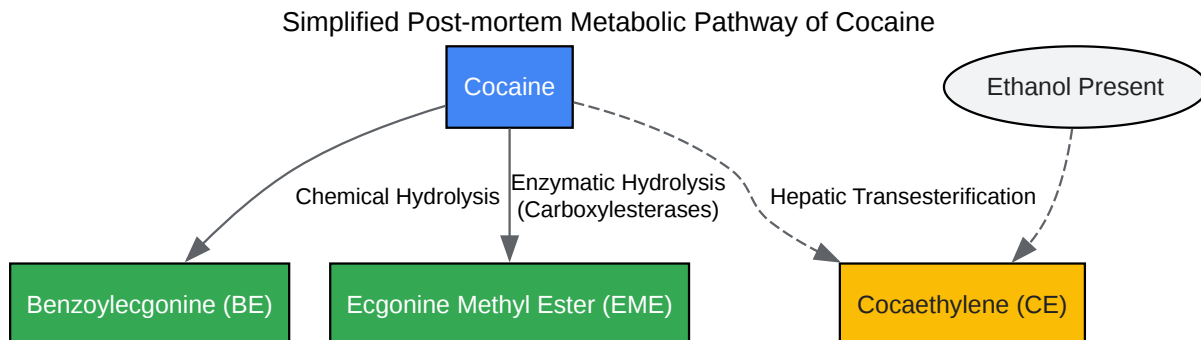 Simplified Post-mortem Metabolic Pathway of Cocaine
Cocaine
Ethanol Present
Chemical Hydrolysis
Enzymatic Hydrolysis
(Carboxylesterases)
Hepatic Transesterification
Benzoylecgonine (BE)
Ecgonine Methyl Ester (EME)
Cocaethylene (CE)